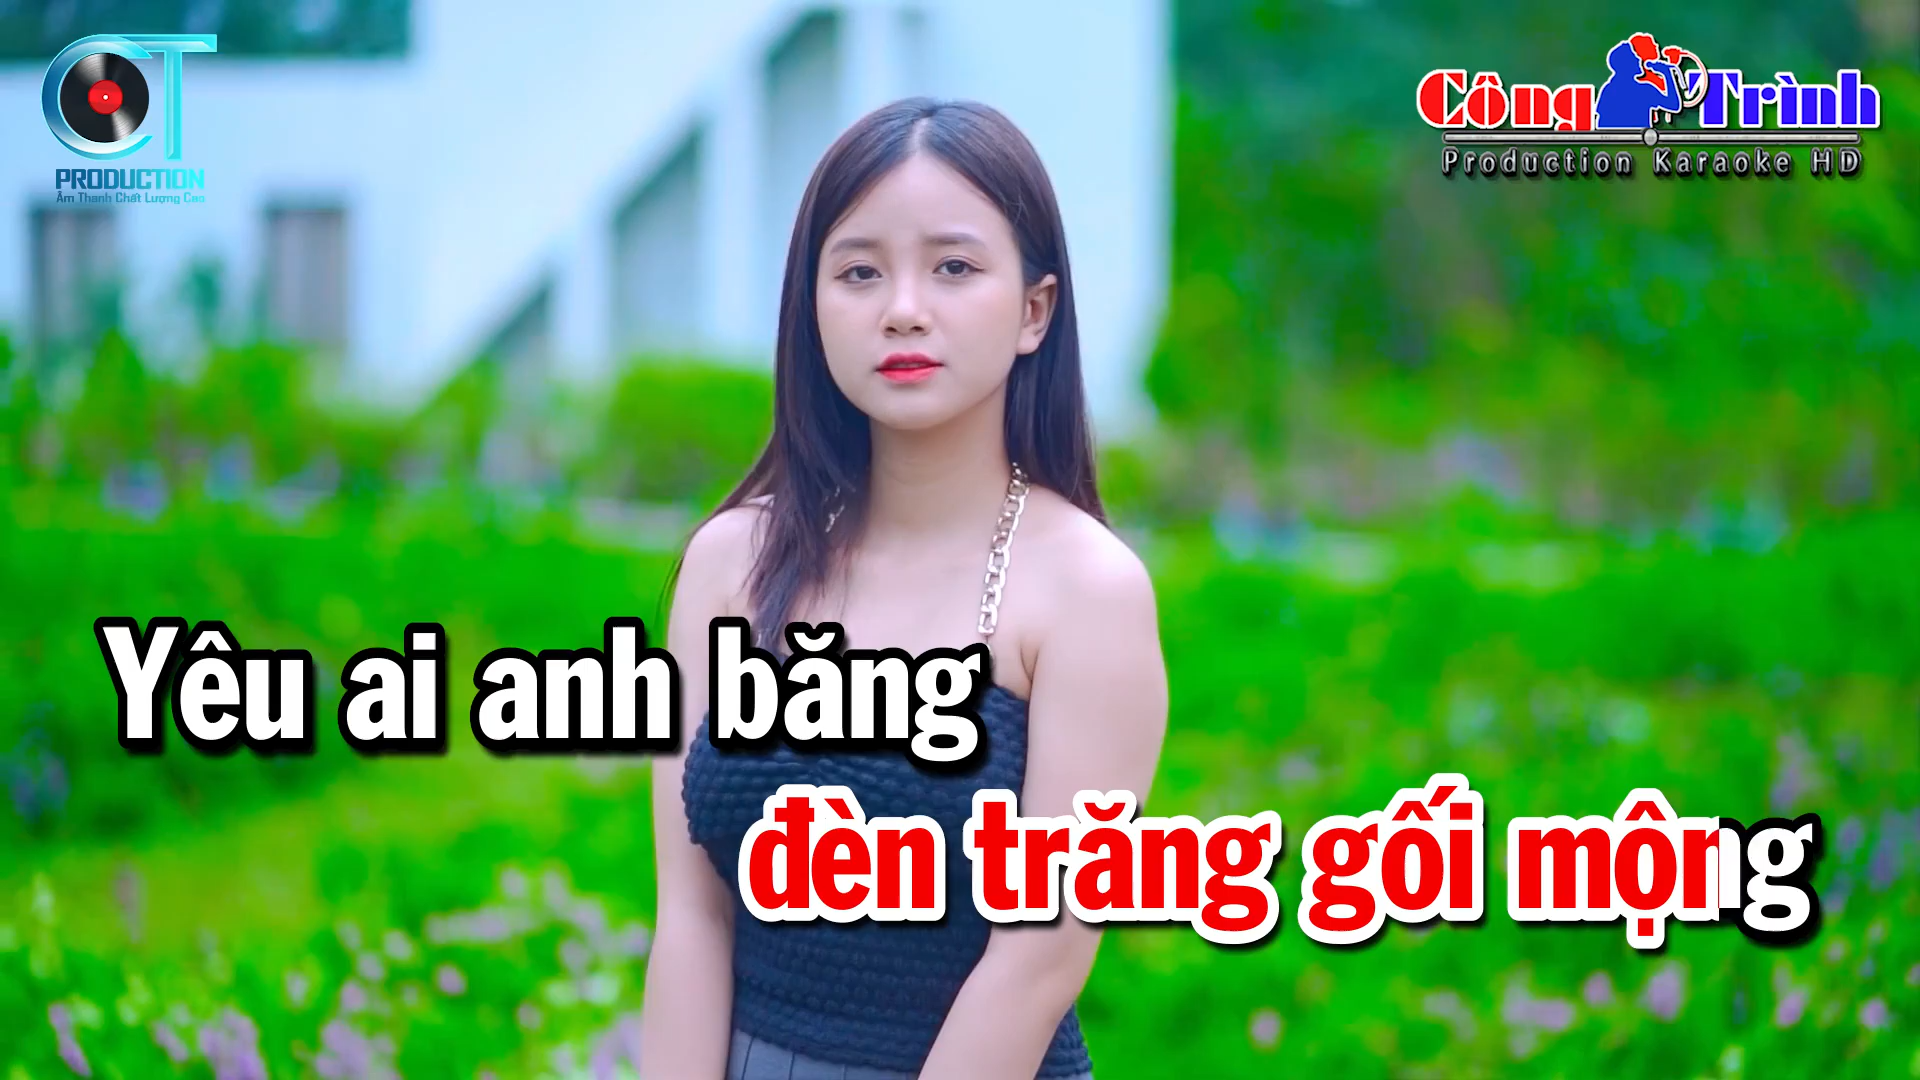 CT
PRODUCTION
Âm Thanh Chất Lượng Cao
Công Trình
Production Karaoke HD
Yêu ai anh băng
đèn trăng gối mộng